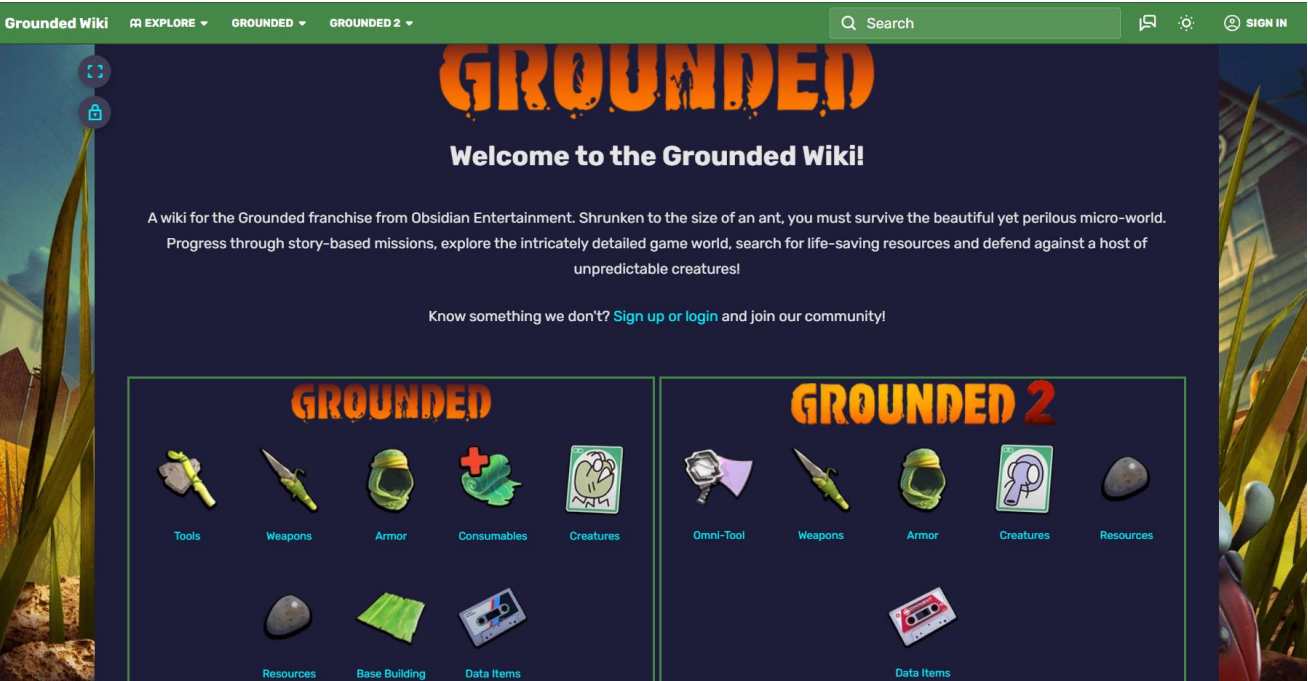 Grounded Wiki EXPLORE GROUNDED GROUNDED 2 Search SIGN IN
GROUNDED
Welcome to the Grounded Wiki!
A wiki for the Grounded franchise from Obsidian Entertainment. Shrunken to the size of an ant, you must survive the beautiful yet perilous micro-world.
Progress through story-based missions, explore the intricately detailed game world, search for life-saving resources and defend against a host of
unpredictable creatures!
Know something we don't? Sign up or login and join our community!
GROUNDED
Tools Weapons Armor Consumables Creatures
Resources Base Building Data Items
GROUNDED 2
Omni-Tool Weapons Armor Creatures Resources
Data Items